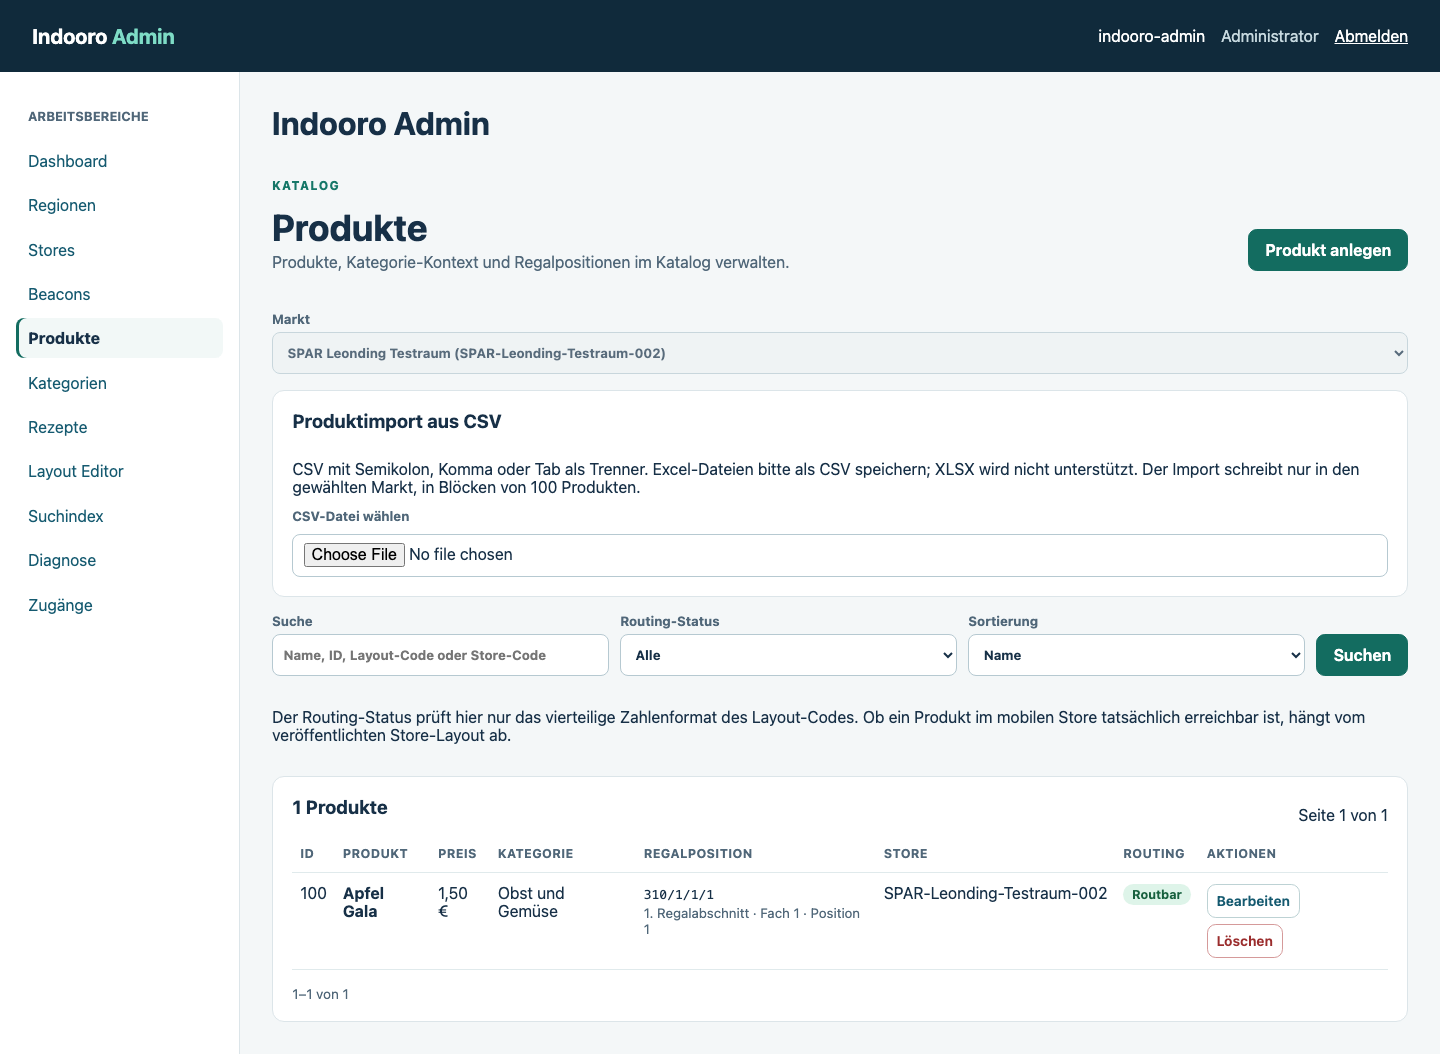 Indooro Admin
indooro-admin Administrator Abmelden
ARBEITSBEREICHE
Dashboard
Regionen
Stores
Beacons
Produkte
Kategorien
Rezepte
Layout Editor
Suchindex
Diagnose
Zugänge
Indooro Admin
KATALOG
Produkte
Produkte, Kategorie-Kontext und Regalpositionen im Katalog verwalten.
Produkt anlegen
Markt
SPAR Leonding Testraum (SPAR-Leonding-Testraum-002)
Produktimport aus CSV
CSV mit Semikolon, Komma oder Tab als Trenner. Excel-Dateien bitte als CSV speichern; XLSX wird nicht unterstützt. Der Import schreibt nur in den
gewählten Markt, in Blöcken von 100 Produkten.
CSV-Datei wählen
Choose File No file chosen
Suche Routing-Status Sortierung
Name, ID, Layout-Code oder Store-Code Alle Name Suchen
Der Routing-Status prüft hier nur das vierteilige Zahlenformat des Layout-Codes. Ob ein Produkt im mobilen Store tatsächlich erreichbar ist, hängt vom
veröffentlichten Store-Layout ab.
1 Produkte
Seite 1 von 1
ID PRODUKT PREIS KATEGORIE REGALPOSITION STORE ROUTING AKTIONEN
100 Apfel 1,50 Obst und 310/1/1/1 SPAR-Leonding-Testraum-002 Routbar Bearbeiten
Gala € Gemüse 1. Regalabschnitt · Fach 1 · Position
1
Löschen
1–1 von 1